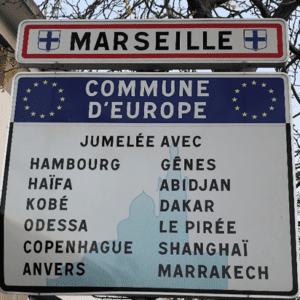 MARSEILLE
COMMUNE
D'EUROPE
JUMELÉE AVEC
HAMBOURG GÊNES
HAÏFA ABIDJAN
KOBÉ DAKAR
ODESSA LE PIRÉE
COPENHAGUE SHANGHAÏ
ANVERS MARRAKECH